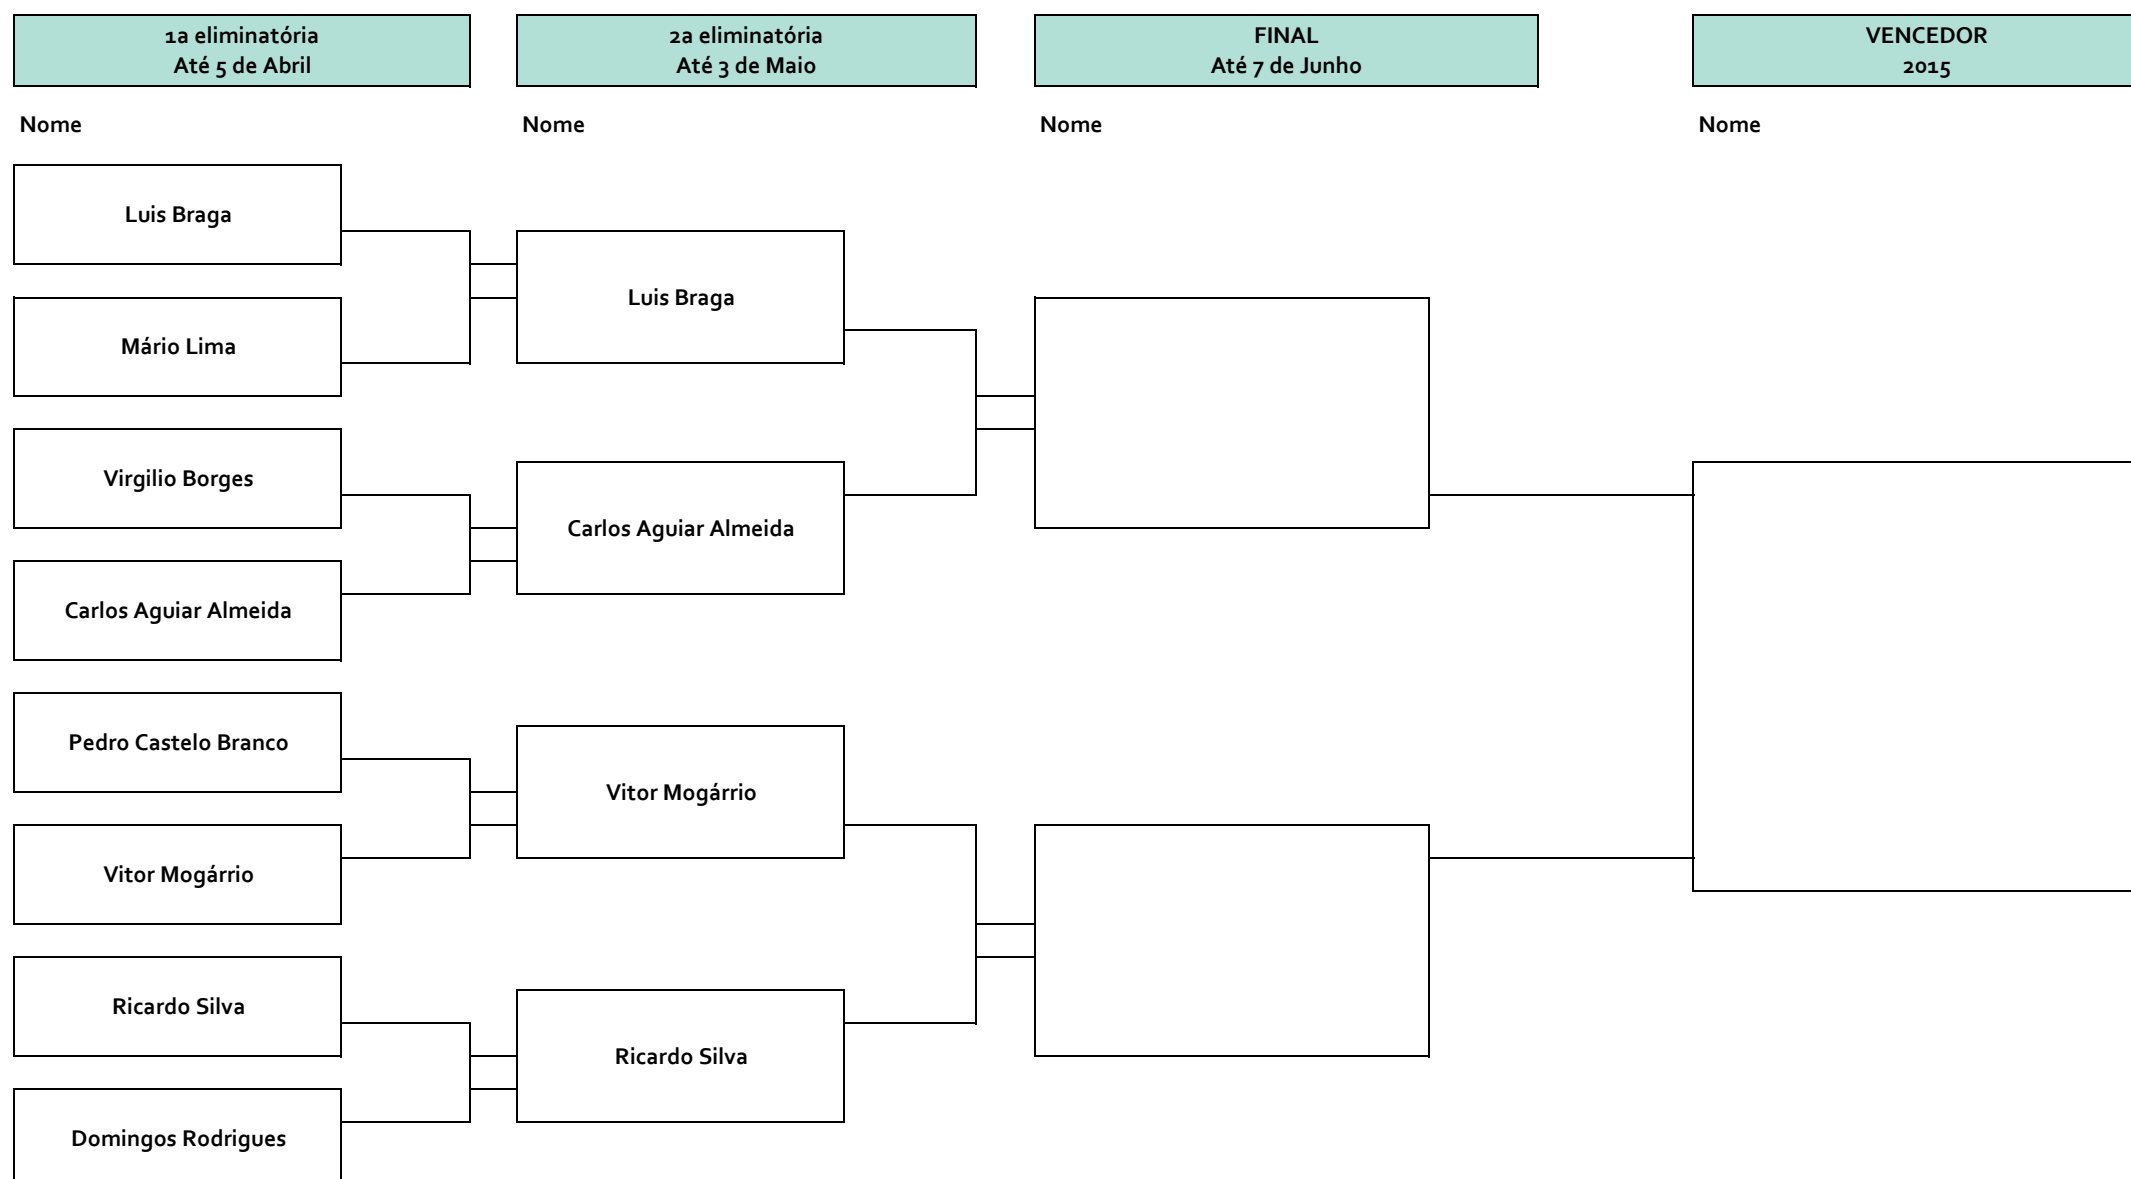 1a eliminatória
Até 5 de Abril
2a eliminatória
Até 3 de Maio
FINAL
Até 7 de Junho
VENCEDOR
2015
Nome
Nome
Nome
Nome
Luis Braga
Mário Lima
Virgilio Borges
Carlos Aguiar Almeida
Pedro Castelo Branco
Vitor Mogárrio
Ricardo Silva
Domingos Rodrigues
Luis Braga
Carlos Aguiar Almeida
Vitor Mogárrio
Ricardo Silva